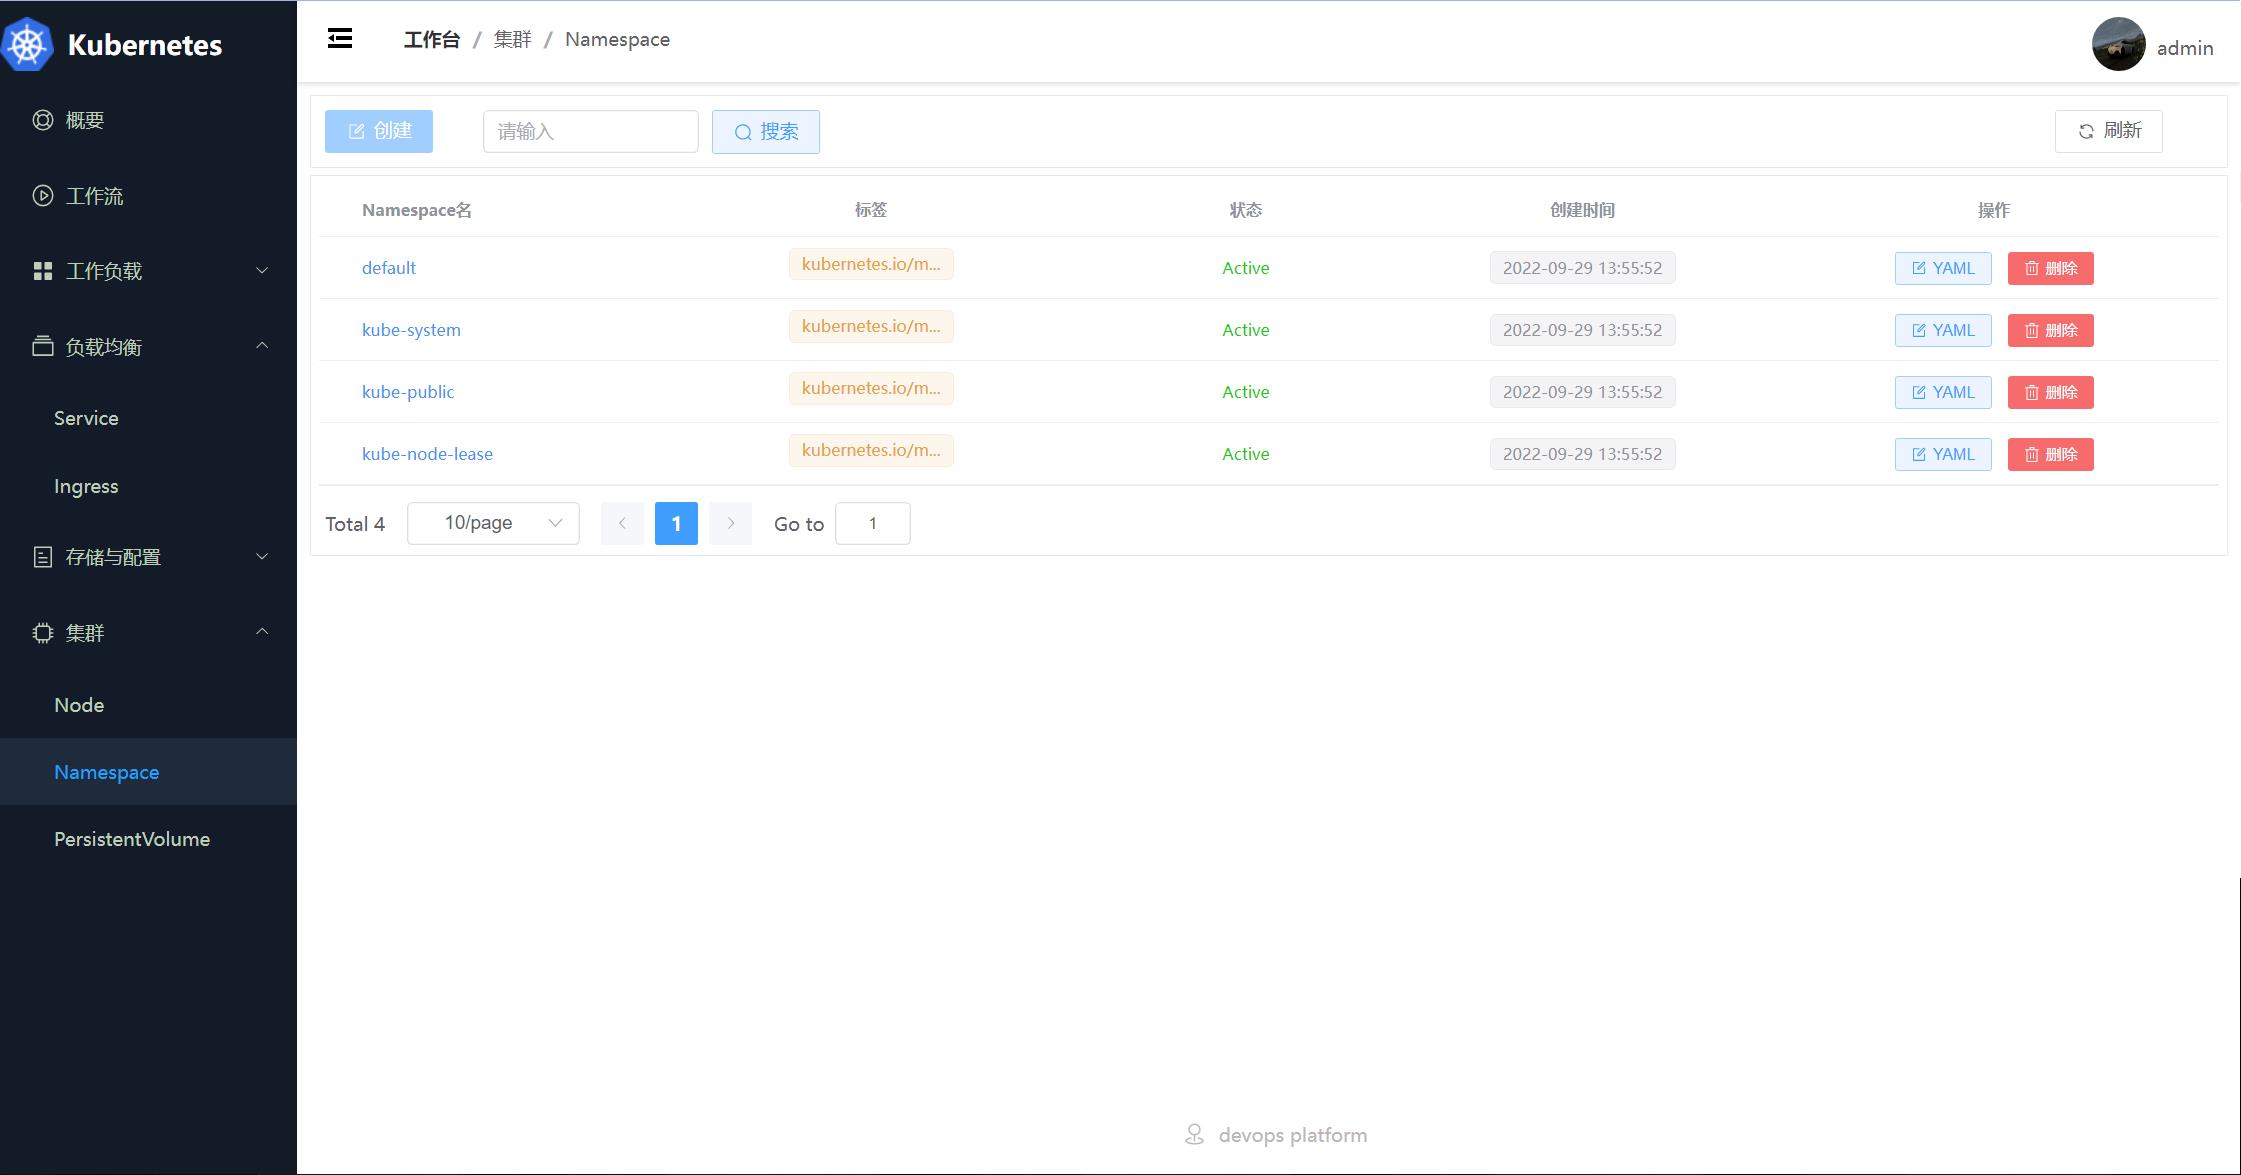 Kubernetes
概要
工作流
工作负载
负载均衡
Service
Ingress
存储与配置
集群
Node
Namespace
PersistentVolume
工作台 / 集群 / Namespace
admin
创建 请输入 搜索 刷新
Namespace名 标签 状态 创建时间 操作
default kubernetes.io/m... Active 2022-09-29 13:55:52 YAML 删除
kube-system kubernetes.io/m... Active 2022-09-29 13:55:52 YAML 删除
kube-public kubernetes.io/m... Active 2022-09-29 13:55:52 YAML 删除
kube-node-lease kubernetes.io/m... Active 2022-09-29 13:55:52 YAML 删除
Total 4 10/page 1 Go to 1
devops platform